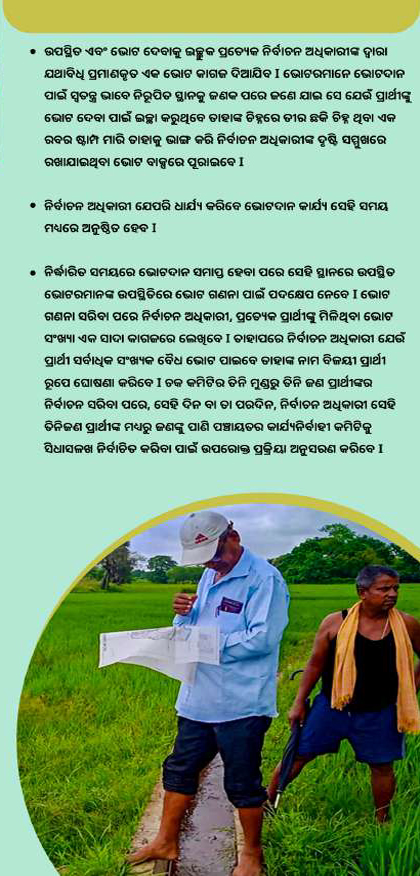 • ଉପସ୍ଥିତ ଏବଂ ଭୋଟ ଦେବାକୁ ଇଚ୍ଛୁକ ପ୍ରତ୍ୟେକ ନିର୍ବାଚନ ଅଧିକାରୀଙ୍କ ଦ୍ୱାରା
ଯଥାବିଧି ପ୍ରମାଣୀକୃତ ଏକ ଭୋଟ କାଗଜ ଦିଆଯିବ I ଭୋଟରମାନେ ଭୋଟଦାନ
ପାଇଁ ସ୍ୱତନ୍ତ୍ର ଭାବେ ନିରୂପିତ ସ୍ଥାନକୁ ଜଣକ ପରେ ଜଣେ ଯାଇ ସେ ଯେଉଁ ପ୍ରାର୍ଥୀଙ୍କୁ
ଭୋଟ ଦେବା ପାଇଁ ଇଚ୍ଛା କରୁଥିବେ ତାହାଙ୍କ ଚିହ୍ନରେ ତୀର ଛକି ଚିହ୍ନ ଥିବା ଏକ
ରବର ଷ୍ଟାମ୍ପ ମାରି ତାହାକୁ ଭାଙ୍ଗ କରି ନିର୍ବାଚନ ଅଧିକାରୀଙ୍କ ଦୃଷ୍ଟି ସମ୍ମୁଖରେ
ରଖାଯାଇଥିବା ଭୋଟ ବାକ୍ସରେ ପୂରାଇବେ I
• ନିର୍ବାଚନ ଅଧିକାରୀ ଯେପରି ଧାର୍ଯ୍ୟ କରିବେ ଭୋଟଦାନ କାର୍ଯ୍ୟ ସେହି ସମୟ
ମଧ୍ୟରେ ଅନୁଷ୍ଠିତ ହେବ I
• ନିର୍ଦ୍ଧାରିତ ସମୟରେ ଭୋଟଦାନ ସମାପ୍ତ ହେବା ପରେ ସେହି ସ୍ଥାନରେ ଉପସ୍ଥିତ
ଭୋଟରମାନଙ୍କ ଉପସ୍ଥିତିରେ ଭୋଟ ଗଣନା ପାଇଁ ପଦକ୍ଷେପ ନେବେ I ଭୋଟ
ଗଣନା ସରିବା ପରେ ନିର୍ବାଚନ ଅଧିକାରୀ, ପ୍ରତ୍ୟେକ ପ୍ରାର୍ଥୀଙ୍କୁ ମିଳିଥିବା ଭୋଟ
ସଂଖ୍ୟା ଏକ ସାଦା କାଗଜରେ ଲେଖିବେ I ତାହାପରେ ନିର୍ବାଚନ ଅଧିକାରୀ ଯେଉଁ
ପ୍ରାର୍ଥୀ ସର୍ବାଧିକ ସଂଖ୍ୟକ ବୈଧ ଭୋଟ ପାଇବେ ତାହାଙ୍କ ନାମ ବିଜୟୀ ପ୍ରାର୍ଥୀ
ରୂପେ ଘୋଷଣା କରିବେ I ଚକ କମିଟିର ତିନି ମୁଣ୍ଡରୁ ତିନି ଜଣ ପ୍ରାର୍ଥୀଙ୍କର
ନିର୍ବାଚନ ସରିବା ପରେ, ସେହି ଦିନ ବା ତା ପରଦିନ, ନିର୍ବାଚନ ଅଧିକାରୀ ସେହି
ତିନିଜଣ ପ୍ରାର୍ଥୀଙ୍କ ମଧ୍ୟରୁ ଜଣଙ୍କୁ ପାଣି ପଞ୍ଚାୟତର କାର୍ଯ୍ୟନିର୍ବାହୀ କମିଟିକୁ
ସିଧାସଳଖ ନିର୍ବାଚିତ କରିବା ପାଇଁ ଉପରୋକ୍ତ ପ୍ରକ୍ରିୟା ଅନୁସରଣ କରିବେ I